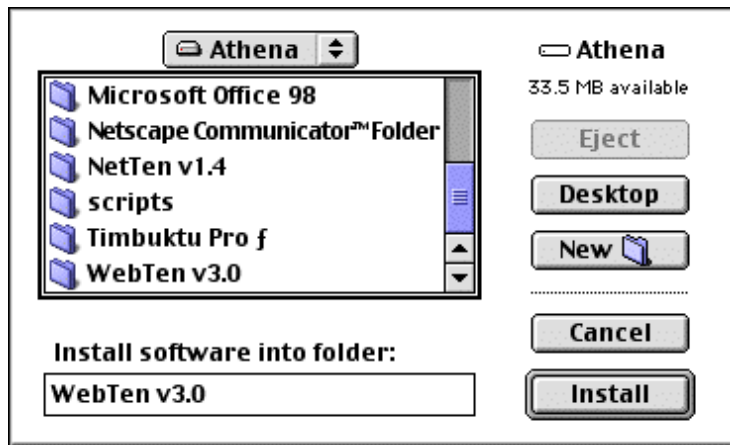 Athena
Microsoft Office 98
Netscape Communicator™ Folder
NetTen v1.4
scripts
Timbuktu Pro ƒ
WebTen v3.0
Install software into folder:
WebTen v3.0
Athena
33.5 MB available
Eject
Desktop
New
Cancel
Install